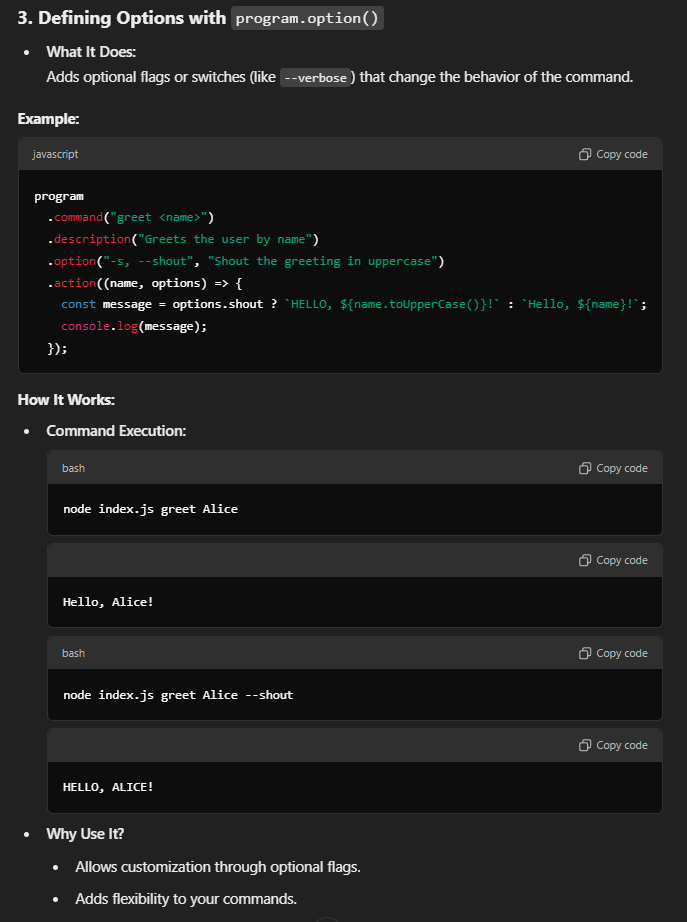 3. Defining Options with program.option()
• What It Does:
Adds optional flags or switches (like --verbose) that change the behavior of the command.
Example:
javascript Copy code
program
  .command("greet <name>")
  .description("Greets the user by name")
  .option("-s, --shout", "Shout the greeting in uppercase")
  .action((name, options) => {
    const message = options.shout ? `HELLO, ${name.toUpperCase()}!` : `Hello, ${name}!`;
    console.log(message);
  });
How It Works:
• Command Execution:
bash Copy code
node index.js greet Alice
Copy code
Hello, Alice!
bash Copy code
node index.js greet Alice --shout
Copy code
HELLO, ALICE!
• Why Use It?
• Allows customization through optional flags.
• Adds flexibility to your commands.